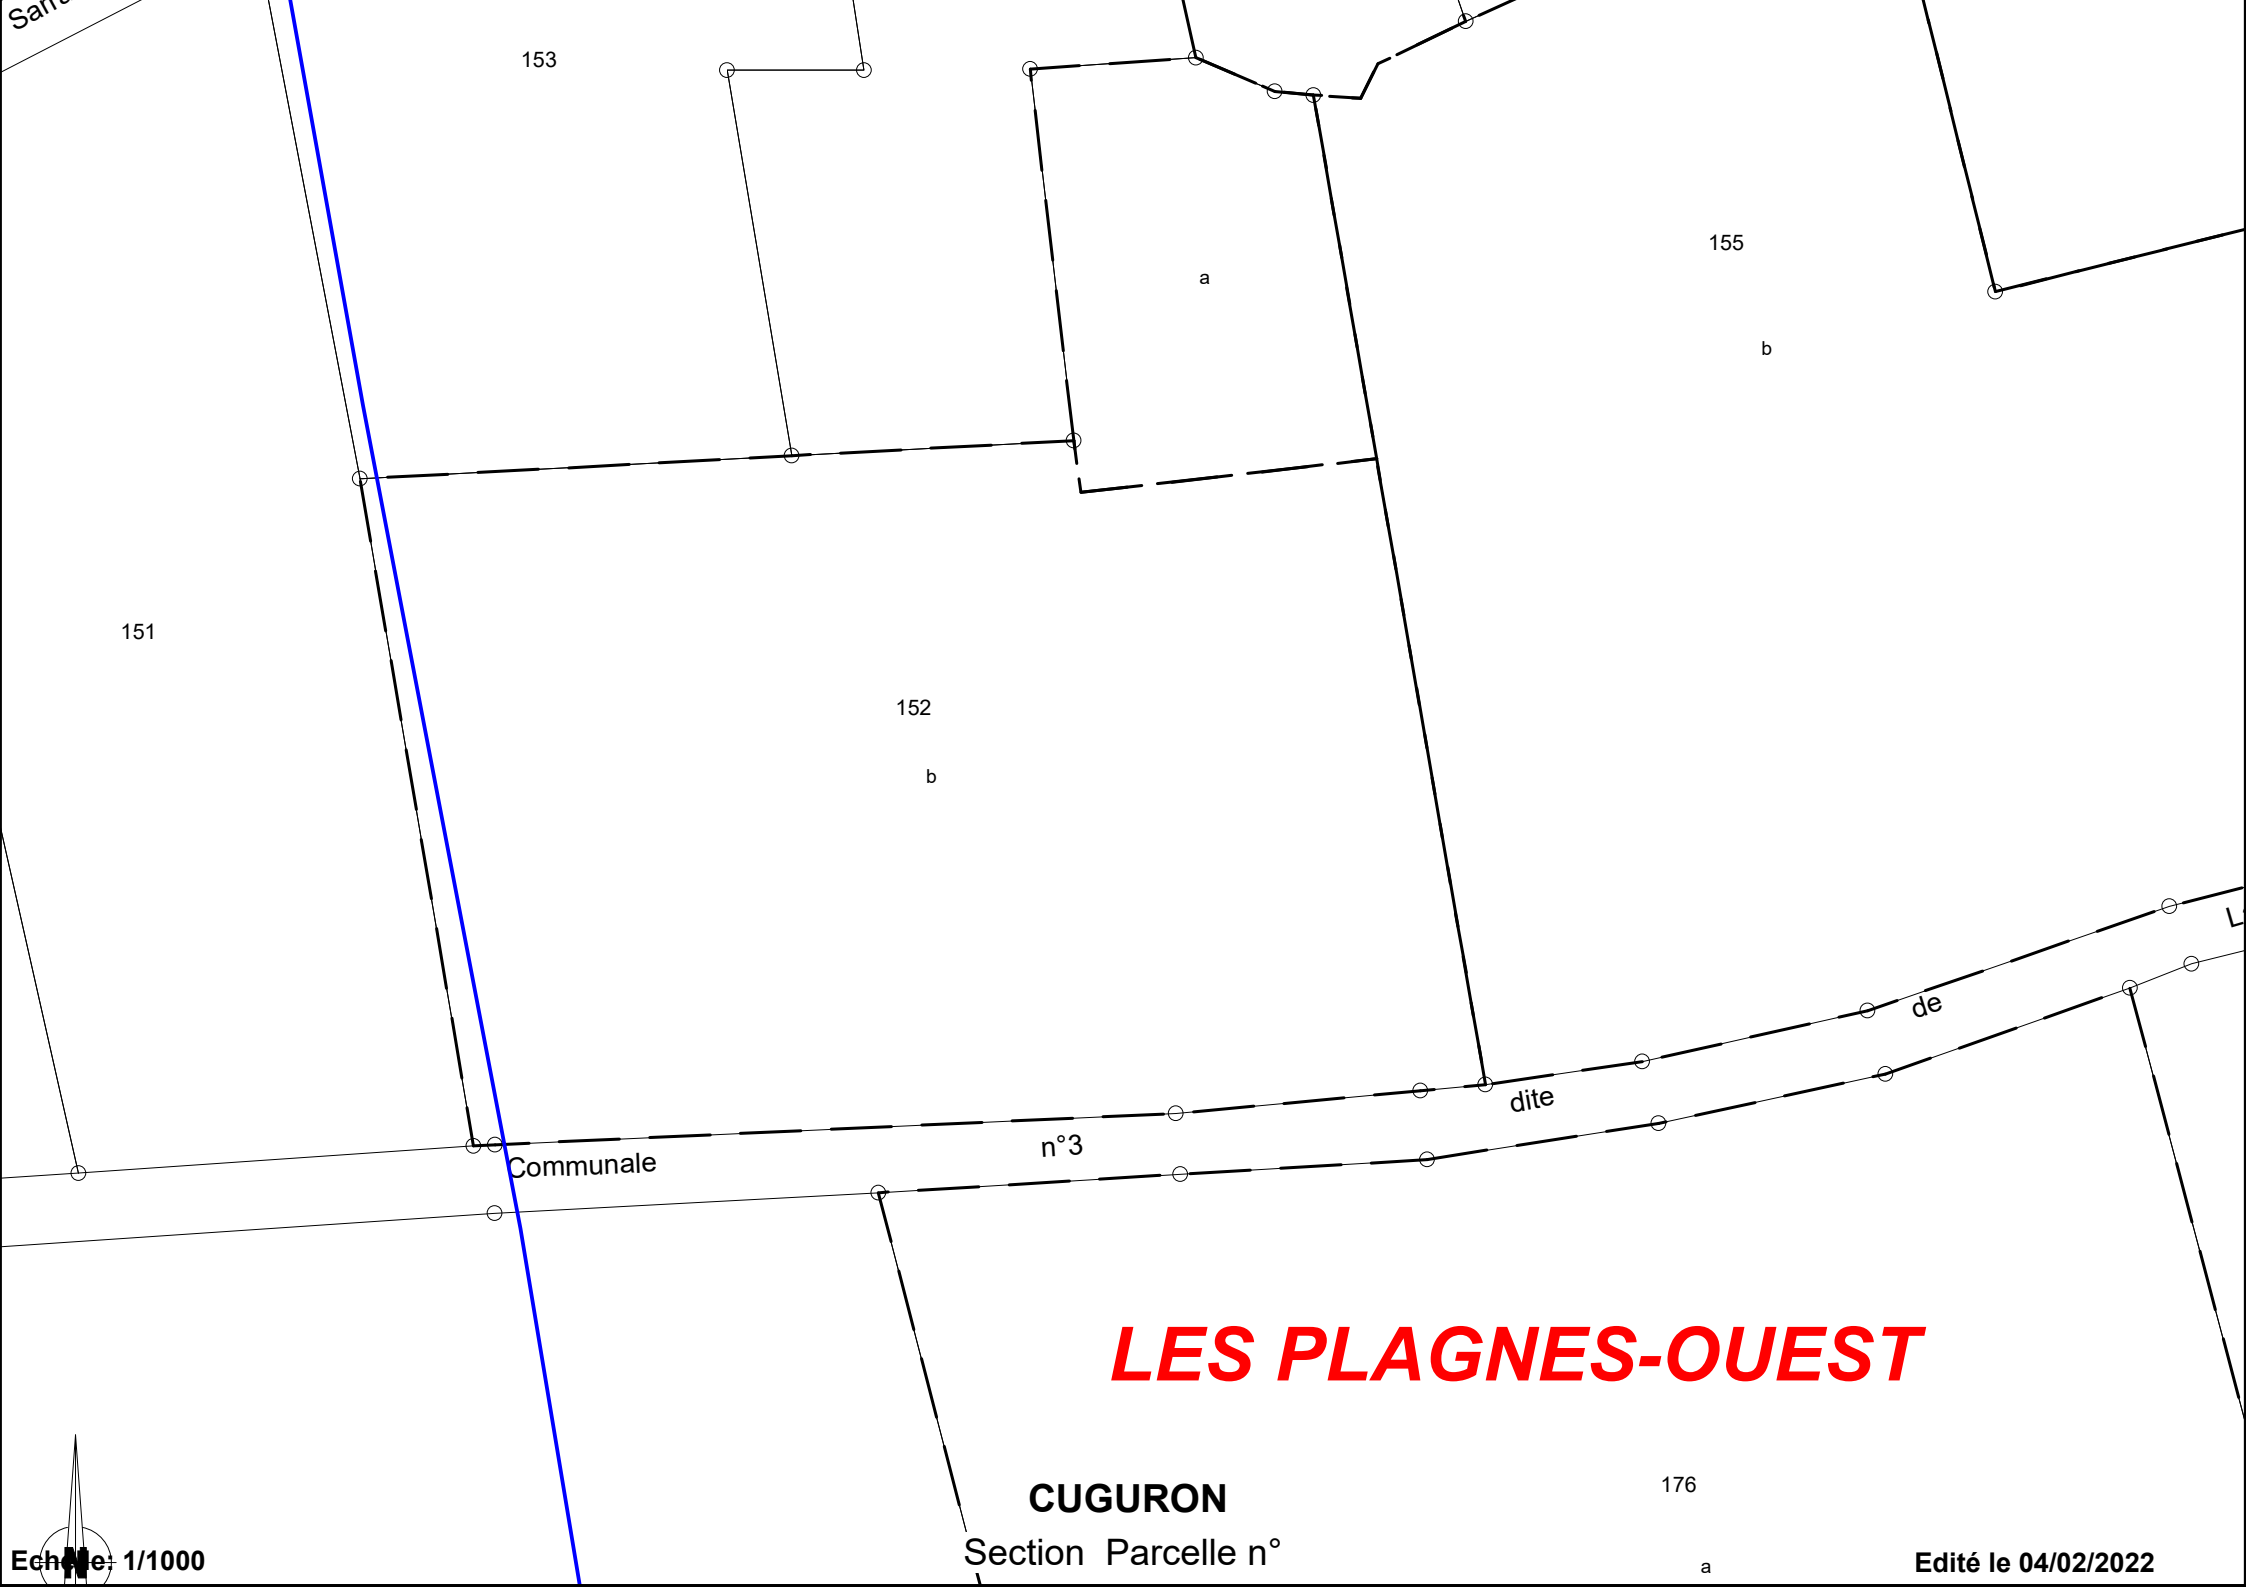 153
155
a
b
151
152
b
de
dite
n°3
Communale
LES PLAGNES-OUEST
176
CUGURON
Section Parcelle n°
a
N
Echelle: 1/1000
Edité le 04/02/2022